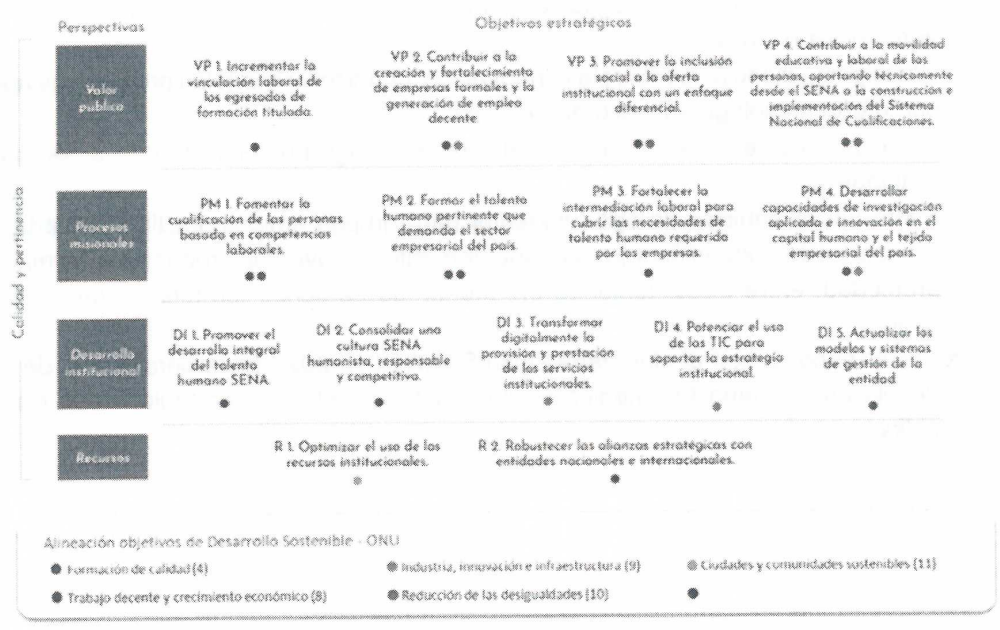 Perspectivas
Objetivos estratégicos
Calidad y pertinencia
Valor
público
VP 1. Incrementar la
vinculación laboral de
los egresados de
formación titulada.
VP 2. Contribuir a la
creación y fortalecimiento
de empresas formales y la
generación de empleo
decente
VP 3. Promover la inclusión
social a la oferta
institucional con un enfoque
diferencial.
VP 4. Contribuir a la movilidad
educativa y laboral de las
personas, aportando técnicamente
desde el SENA a la construcción e
implementación del Sistema
Nacional de Cualificaciones.
Procesos
misionales
PM 1. Fomentar la
cualificación de las personas
basada en competencias
laborales.
PM 2. Formar el talento
humano pertinente que
demanda el sector
empresarial del país.
PM 3. Fortalecer la
intermediación laboral para
cubrir las necesidades de
talento humano requerido
por las empresas.
PM 4. Desarrollar
capacidades de investigación
aplicada e innovación en el
capital humano y el tejido
empresarial del país.
Desarrollo
institucional
DI 1. Promover el
desarrollo integral
del talento
humano SENA.
DI 2. Consolidar una
cultura SENA
humanista, responsable
y competitiva.
DI 3. Transformar
digitalmente la
provisión y prestación
de los servicios
institucionales.
DI 4. Potenciar el uso
de las TIC para
soportar la estrategia
institucional.
DI 5. Actualizar los
modelos y sistemas
de gestión de la
entidad.
Recursos
R 1. Optimizar el uso de los
recursos institucionales.
R 2. Robustecer las alianzas estratégicas con
entidades nacionales e internacionales.
Alineación objetivos de Desarrollo Sostenible - ONU
Formación de calidad (4)
Industria, innovación e infraestructura (9)
Ciudades y comunidades sostenibles (11)
Trabajo decente y crecimiento económico (8)
Reducción de las desigualdades (10)